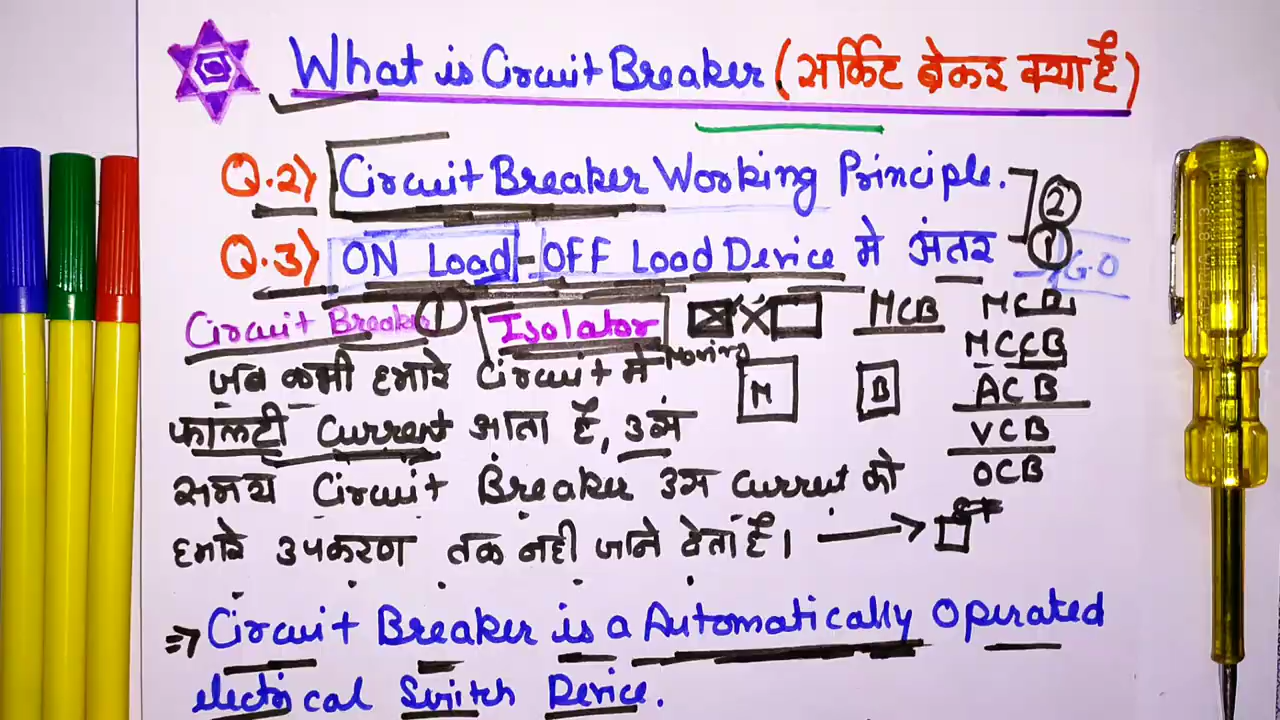 What is Circuit Breaker (सर्किट ब्रेकर क्या है)
Q.2) Circuit Breaker Working Principle. ②
Q.3) ON Load - OFF Load Device मे अंतर ①
G.O
Circuit Breaker ① Isolator MCB MCB
जब कभी हमारे Circuit मे Moving M B MCCB
ACB
फाल्टी Current आता है, उस VCB
समय Circuit Breaker उस Current को OCB
हमारे उपकरण तक नही जाने देता है।
⇒ Circuit Breaker is a Automatically Operated
electrical Switch Device.